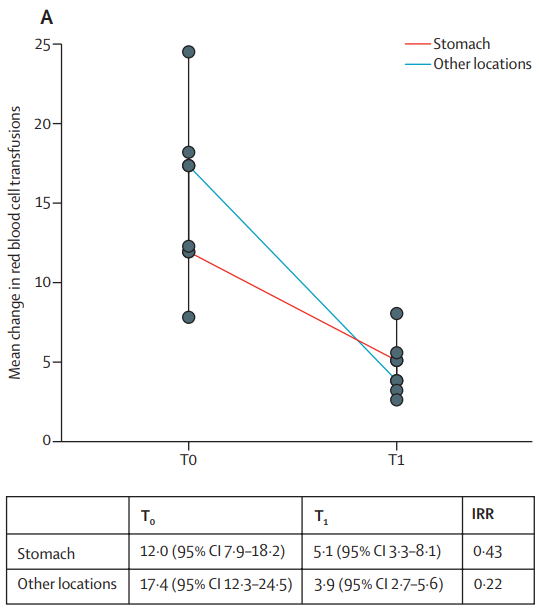 A
Mean change in red blood cell transfusions
25
20
15
10
5
0
Stomach
Other locations
T0 T1
T0 T1 IRR
Stomach 12·0 (95% CI 7·9–18·2) 5·1 (95% CI 3·3–8·1) 0·43
Other locations 17·4 (95% CI 12·3–24·5) 3·9 (95% CI 2·7–5·6) 0·22